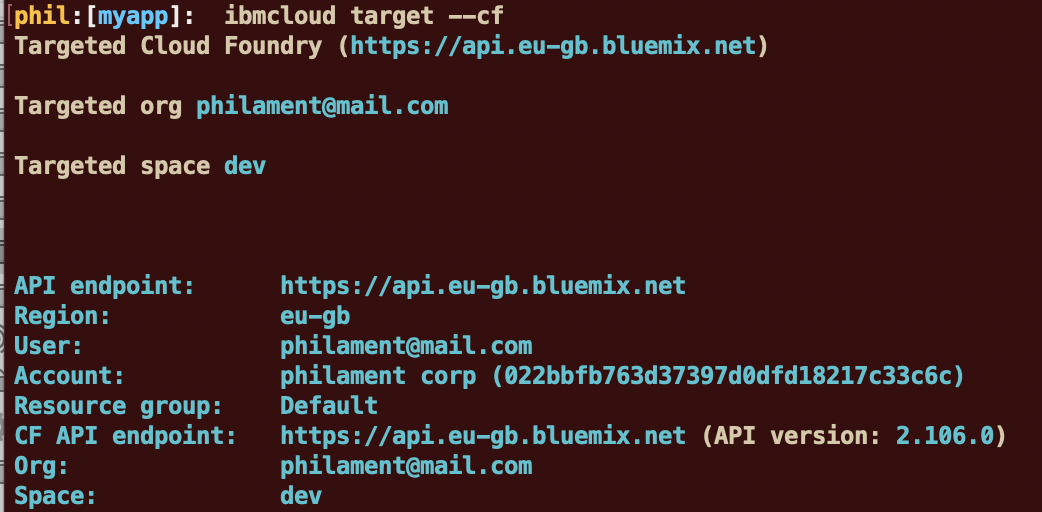 phil:[myapp]: ibmcloud target --cf
Targeted Cloud Foundry (https://api.eu-gb.bluemix.net)
Targeted org philament@mail.com
Targeted space dev
API endpoint: https://api.eu-gb.bluemix.net
Region: eu-gb
User: philament@mail.com
Account: philament corp (022bbfb763d37397d0dfd18217c33c6c)
Resource group: Default
CF API endpoint: https://api.eu-gb.bluemix.net (API version: 2.106.0)
Org: philament@mail.com
Space: dev